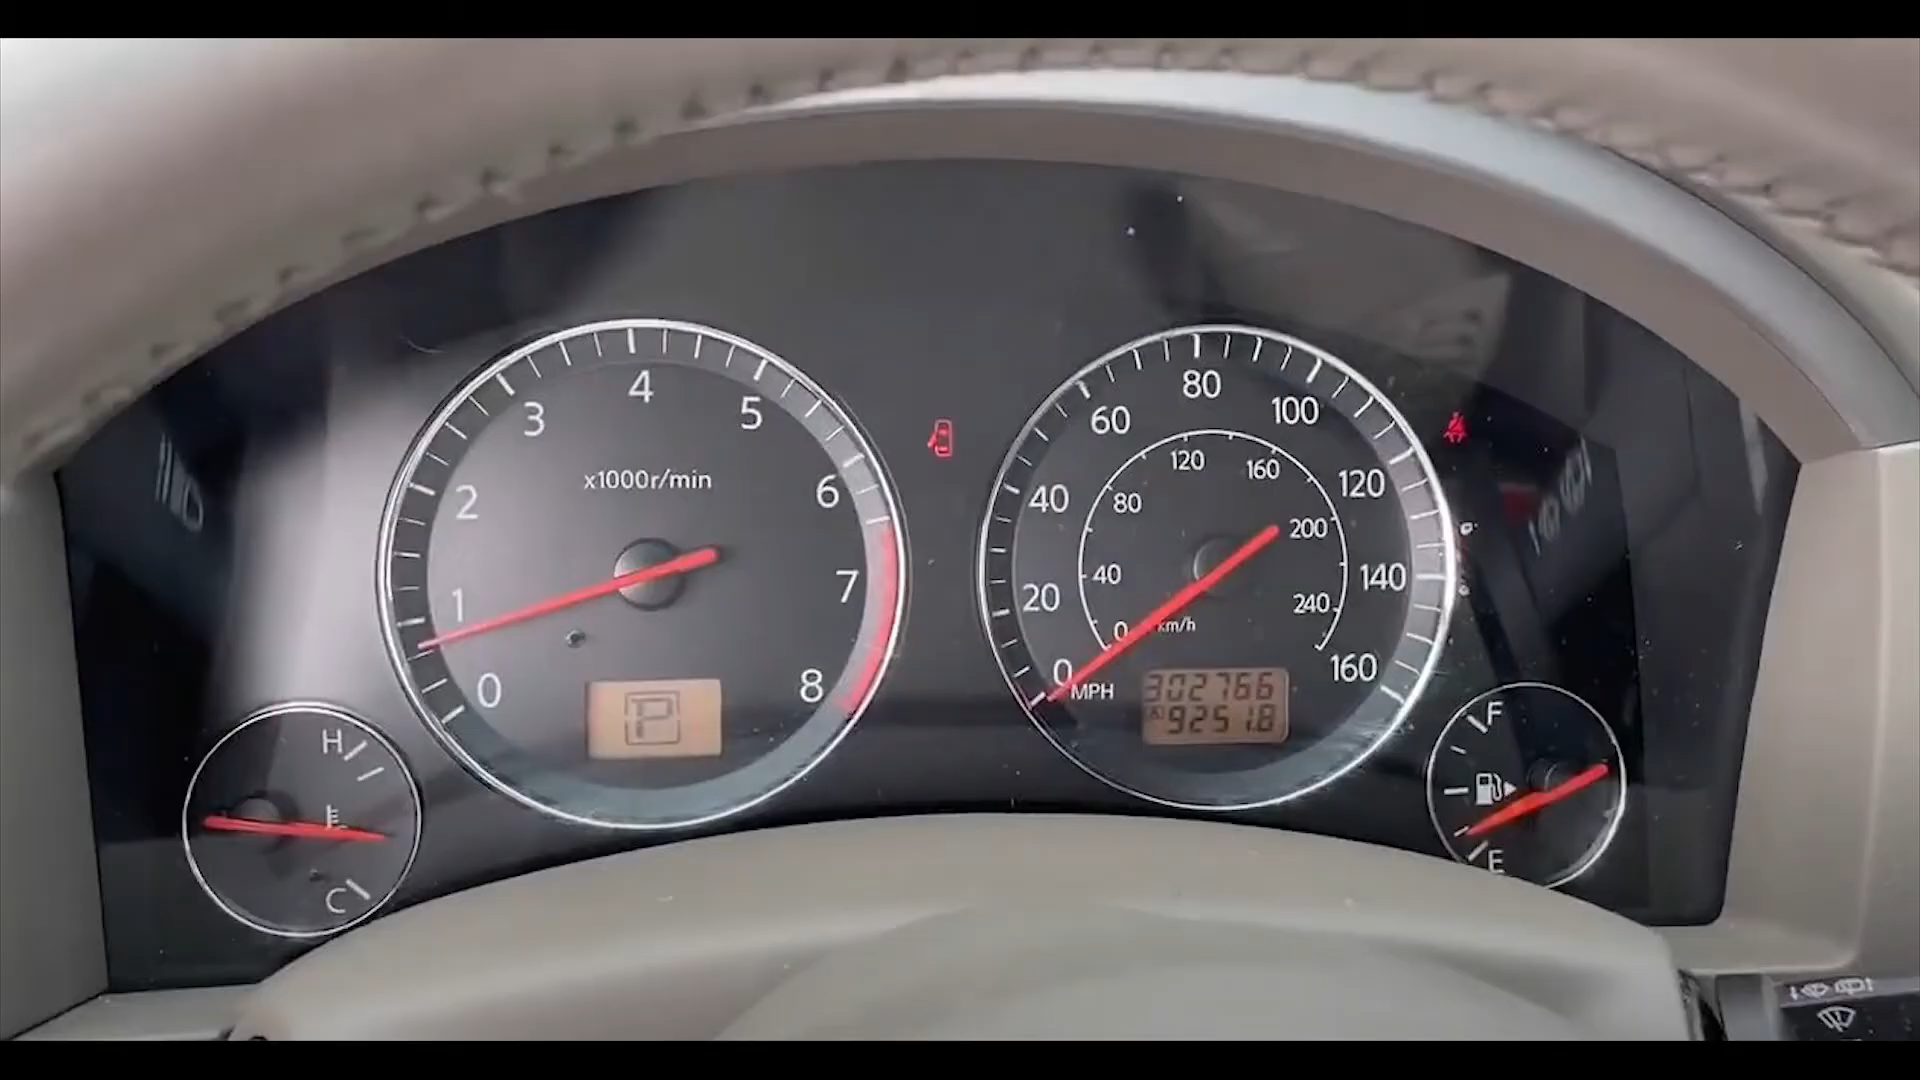 4
3 5
x1000r/min
2 6
1 7
0 8
P
H
C
80
60 100
120 160
40 80 120
200
20 40 140
240
0 km/h
0 160
MPH
302766
A 9251.8
F
E